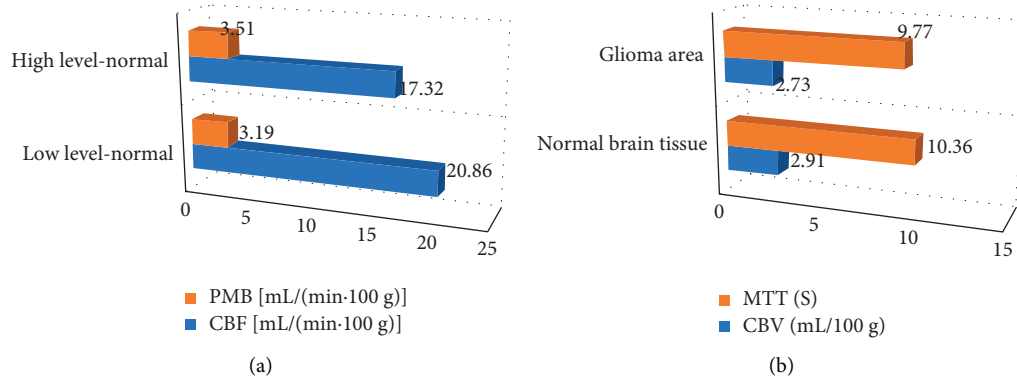 High level-normal
3.51
17.32
Low level-normal
3.19
20.86
0
5
10
15
20
25
PMB [mL/(min·100 g)]
CBF [mL/(min·100 g)]
(a)
Glioma area
9.77
2.73
Normal brain tissue
10.36
2.91
0
5
10
15
MTT (S)
CBV (mL/100 g)
(b)